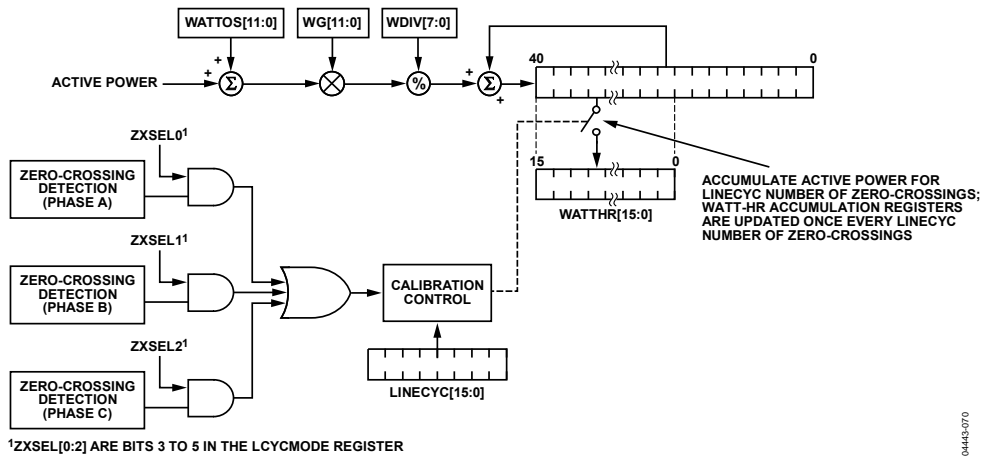 WATTOS[11:0]
WG[11:0]
WDIV[7:0]
ACTIVE POWER
+
+
Σ
%
+
Σ
+
40
0
15
0
WATTHR[15:0]
ACCUMULATE ACTIVE POWER FOR
LINECYC NUMBER OF ZERO-CROSSINGS;
WATT-HR ACCUMULATION REGISTERS
ARE UPDATED ONCE EVERY LINECYC
NUMBER OF ZERO-CROSSINGS
ZXSEL0¹
ZERO-CROSSING
DETECTION
(PHASE A)
ZXSEL1¹
ZERO-CROSSING
DETECTION
(PHASE B)
ZXSEL2¹
ZERO-CROSSING
DETECTION
(PHASE C)
CALIBRATION
CONTROL
LINECYC[15:0]
¹ZXSEL[0:2] ARE BITS 3 TO 5 IN THE LCYCMODE REGISTER
04443-070